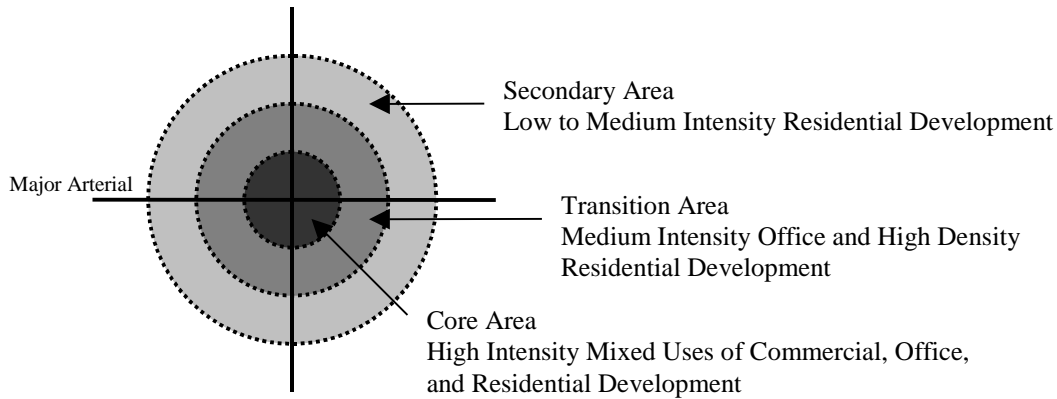 Secondary Area
Low to Medium Intensity Residential Development
Major Arterial
Transition Area
Medium Intensity Office and High Density
Residential Development
Core Area
High Intensity Mixed Uses of Commercial, Office,
and Residential Development